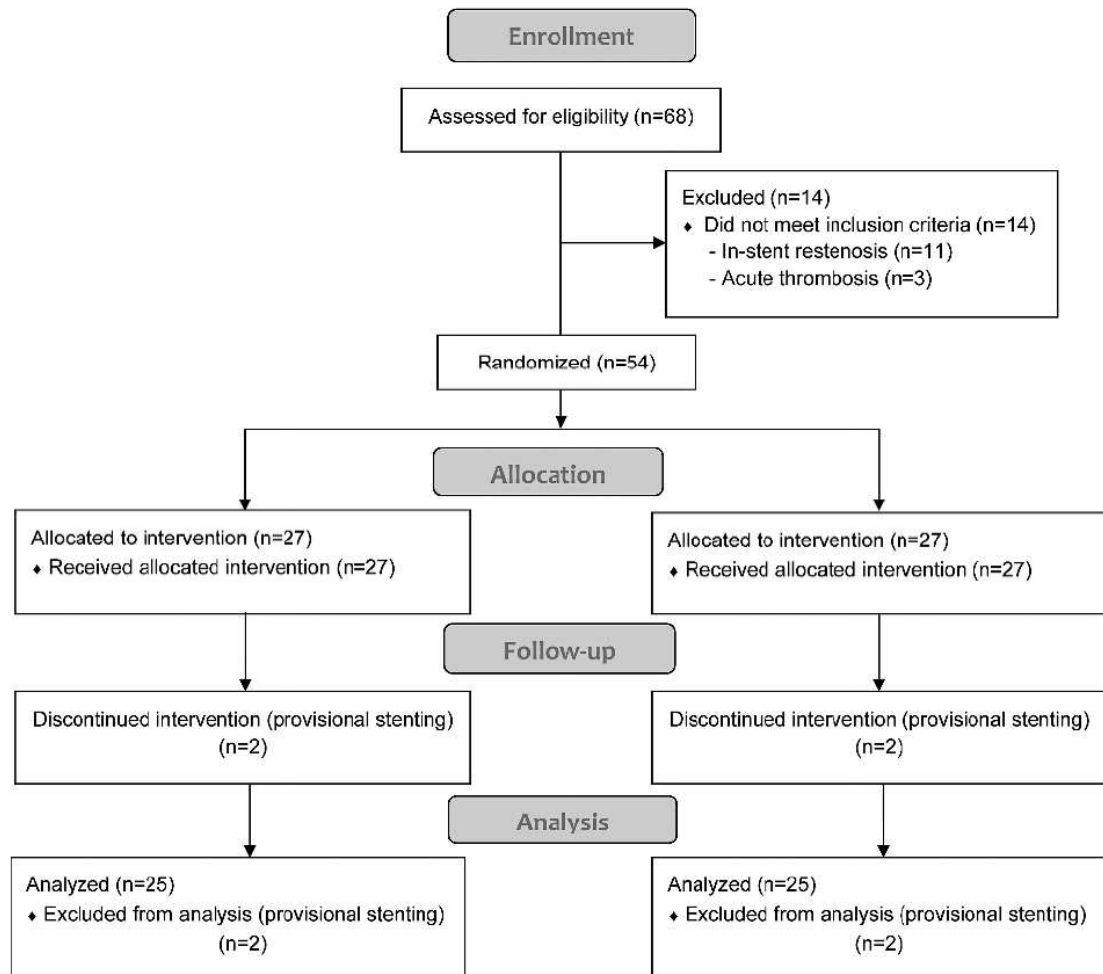 Enrollment
Assessed for eligibility (n=68)
Excluded (n=14)
♦ Did not meet inclusion criteria (n=14)
- In-stent restenosis (n=11)
- Acute thrombosis (n=3)
Randomized (n=54)
Allocation
Allocated to intervention (n=27)
♦ Received allocated intervention (n=27)
Allocated to intervention (n=27)
♦ Received allocated intervention (n=27)
Follow-up
Discontinued intervention (provisional stenting)
(n=2)
Discontinued intervention (provisional stenting)
(n=2)
Analysis
Analyzed (n=25)
♦ Excluded from analysis (provisional stenting)
(n=2)
Analyzed (n=25)
♦ Excluded from analysis (provisional stenting)
(n=2)